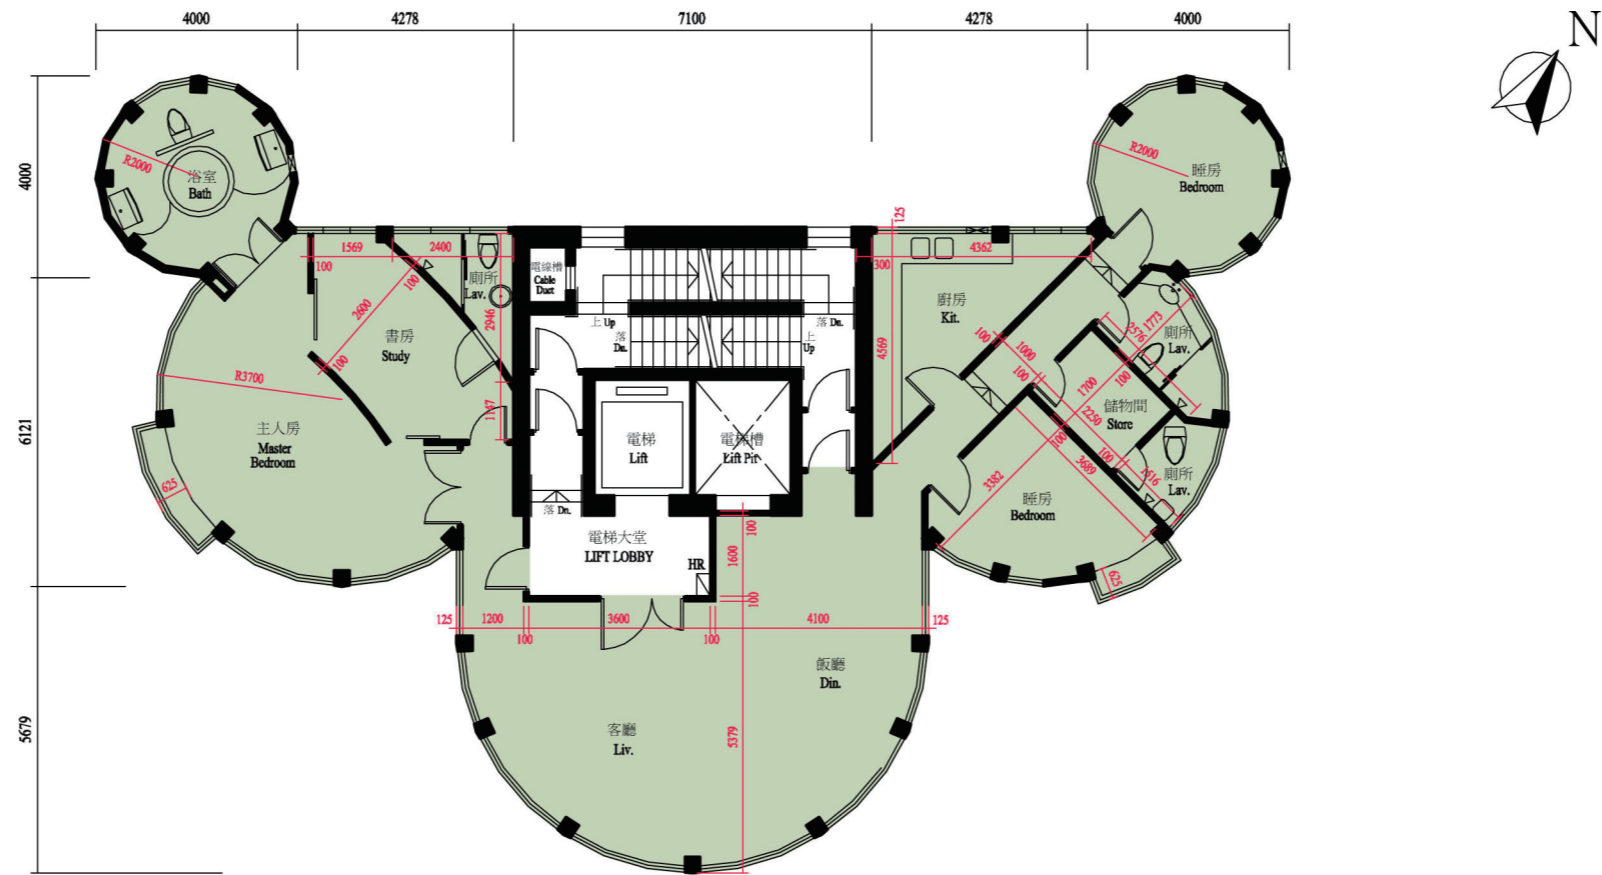 4000
4278
7100
4278
4000
N
4000
6121
5679
R2000
浴室
Bath
R2000
睡房
Bedroom
125
1569
2400
100
100
2600
100
廁所
Lav.
2946
書房
Study
1147
電線槽
Cable
Duct
上 Up
落
Dn.
落 Dn.
上
Up
4362
300
廚房
Kit.
4569
100
1000
100
1773
2576
廁所
Lav.
100
1700
2250
儲物間
Store
100
100
3689
1516
廁所
Lav.
3382
睡房
Bedroom
625
R3700
主人房
Master
Bedroom
625
電梯
Lift
電梯槽
Lift Pit
落 Dn.
電梯大堂
LIFT LOBBY
HR
100
1600
100
125
1200
100
3600
100
4100
125
飯廳
Din.
客廳
Liv.
5379